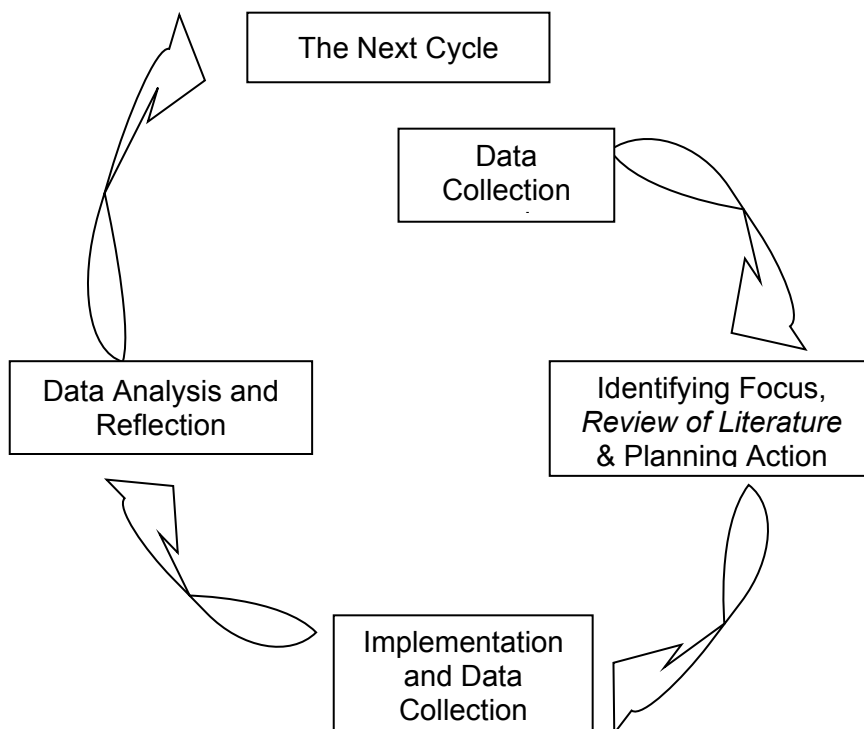 The Next Cycle
Data
Collection
Identifying Focus,
Review of Literature
& Planning Action
Implementation
and Data
Collection
Data Analysis and
Reflection